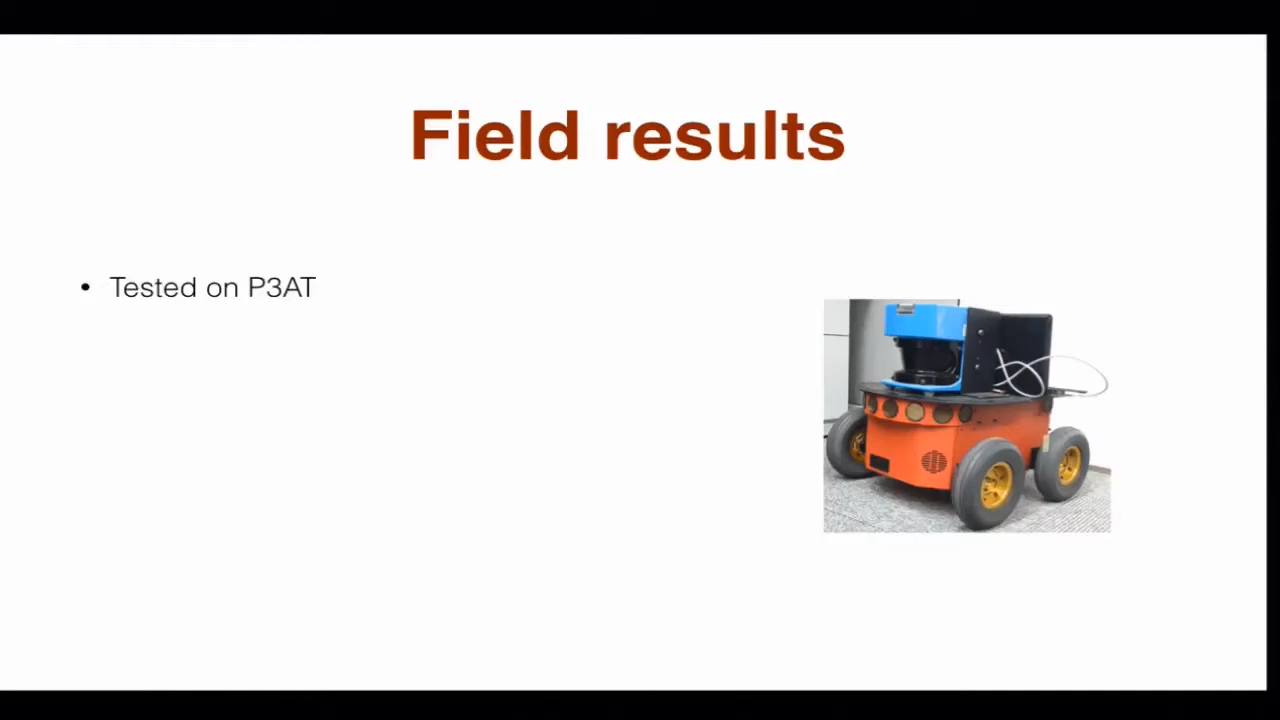 Field results
• Tested on P3AT